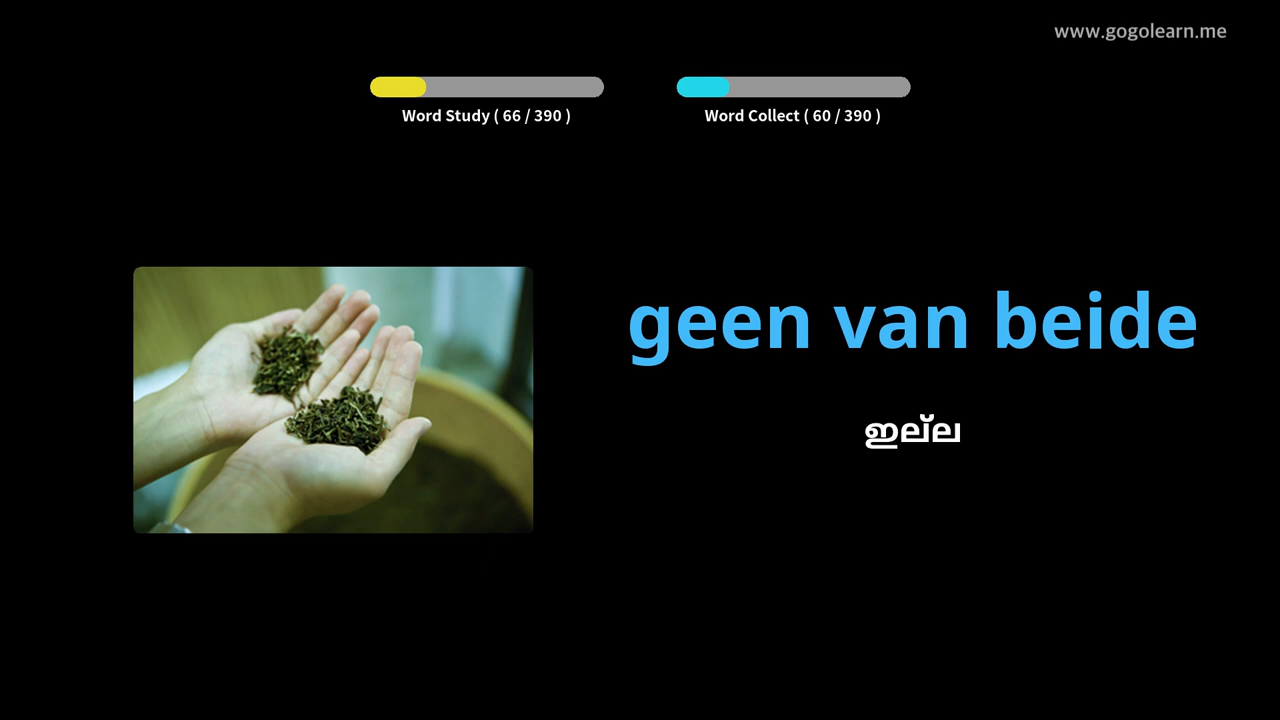 www.gogolearn.me
Word Study ( 66 / 390 )
Word Collect ( 60 / 390 )
geen van beide
ഇല്ല